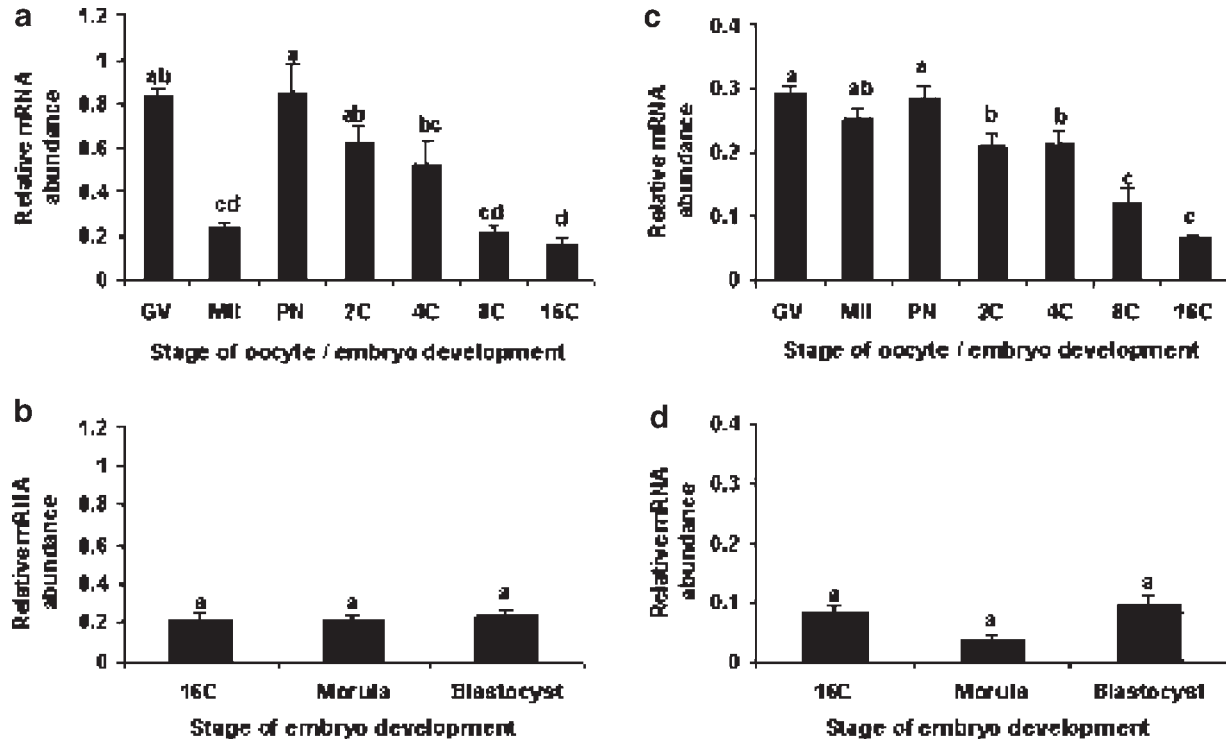 a
1.2
1
0.8
0.6
0.4
0.2
0
Relative mRNA
abundance
ab
cd
a
ab
bc
cd
d
GV MII PN 2C 4C 8C 16C
Stage of oocyte / embryo development
c
0.4
0.3
0.2
0.1
0
Relative mRNA
abundance
a
ab
a
b
b
c
c
GV MII PN 2C 4C 8C 16C
Stage of oocyte / embryo development
b
1.2
1
0.8
0.6
0.4
0.2
0
Relative mRNA
abundance
a
a
a
16C Morula Blastocyst
Stage of embryo development
d
0.4
0.3
0.2
0.1
0
Relative mRNA
abundance
a
a
a
16C Morula Blastocyst
Stage of embryo development